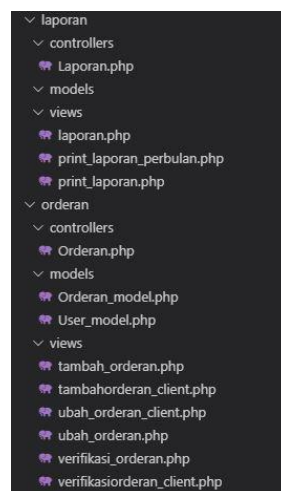 laporan
controllers
Laporan.php
models
views
laporan.php
print_laporan_perbulan.php
print_laporan.php
orderan
controllers
Orderan.php
models
Orderan_model.php
User_model.php
views
tambah_orderan.php
tambahorderan_client.php
ubah_orderan_client.php
ubah_orderan.php
verifikasi_orderan.php
verifikasiorderan_client.php